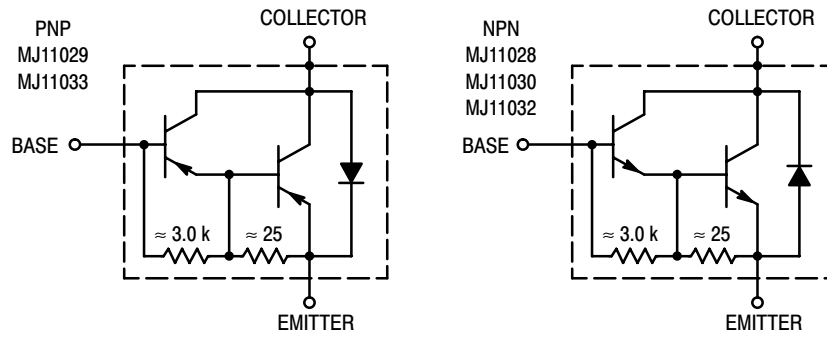 PNP
MJ11029
MJ11033
COLLECTOR
BASE
≈ 3.0 k
≈ 25
EMITTER
NPN
MJ11028
MJ11030
MJ11032
COLLECTOR
BASE
≈ 3.0 k
≈ 25
EMITTER